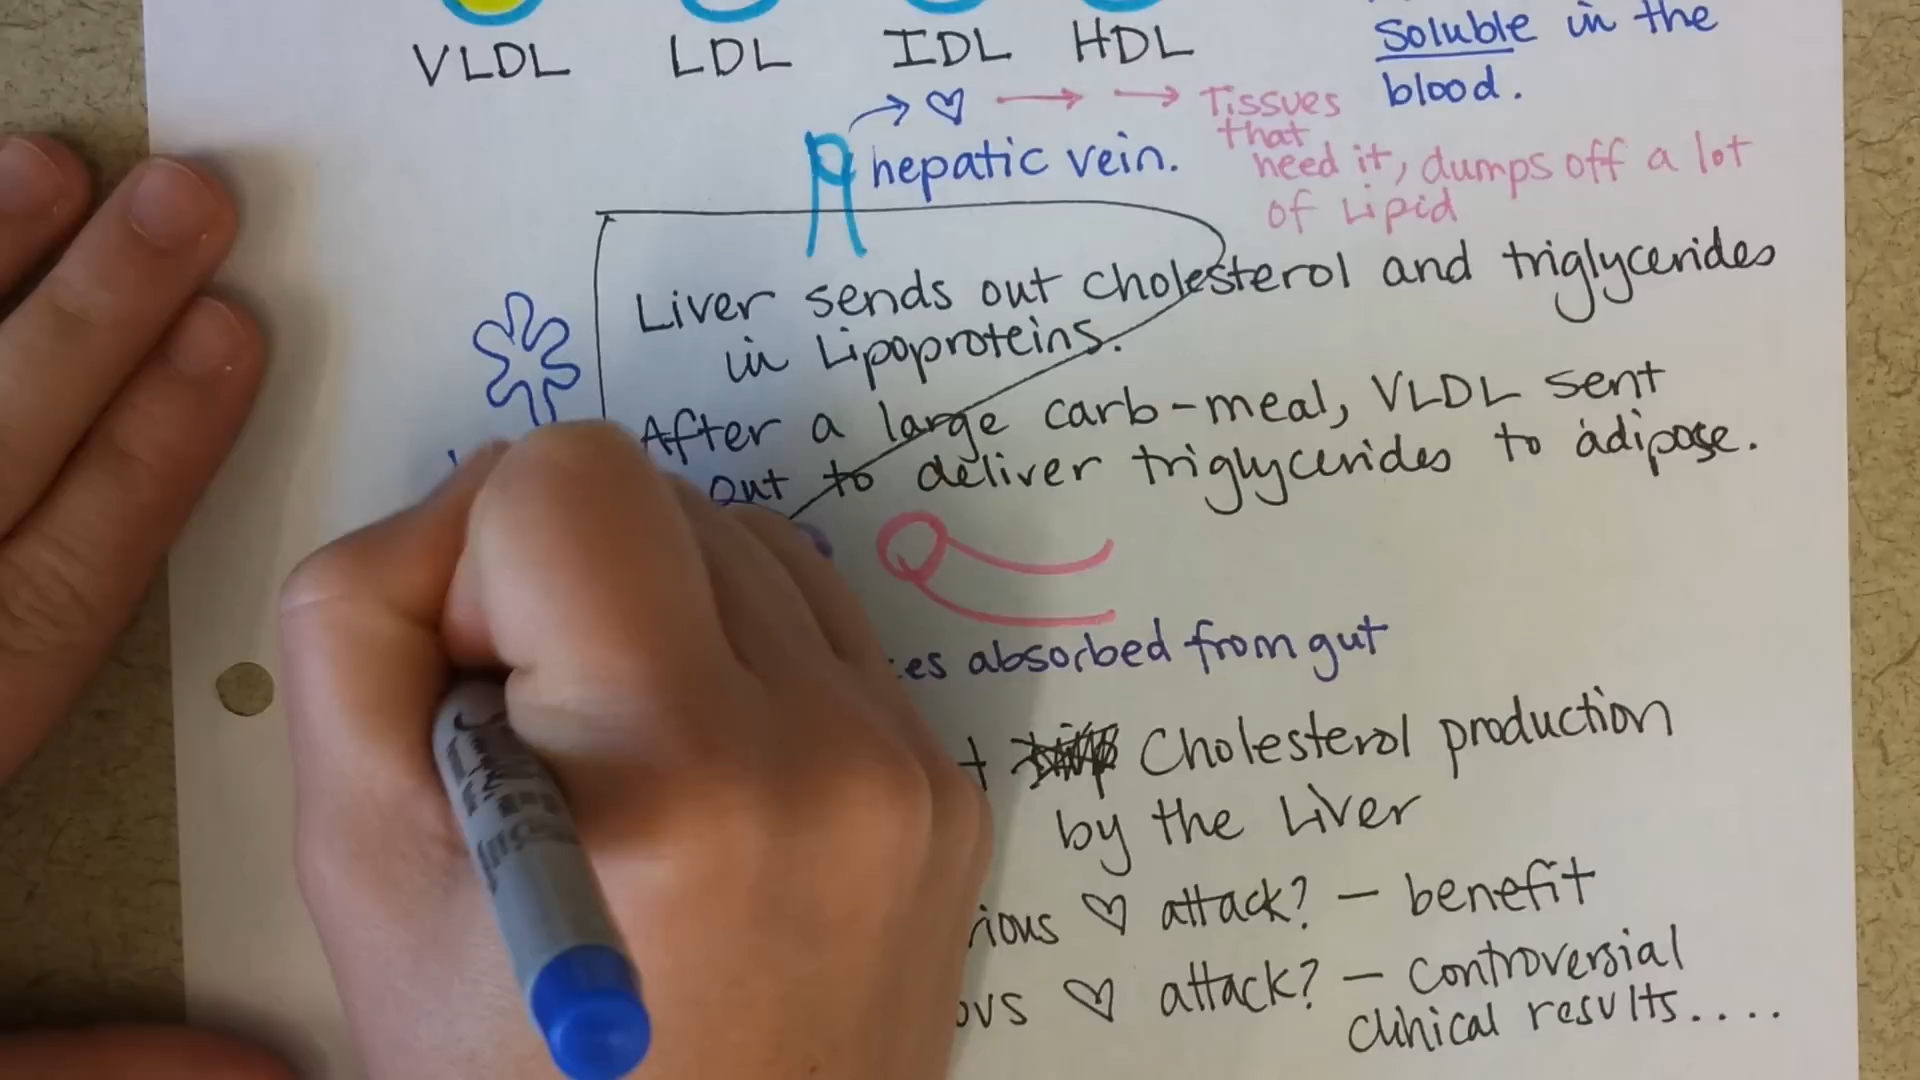 VLDL LDL IDL HDL
soluble in the
blood.
Tissues
that
need it, dumps off a lot
of Lipid
hepatic vein.
Liver sends out cholesterol and triglycerides
in Lipoproteins.
After a large carb-meal, VLDL sent
out to deliver triglycerides to adipose.
es absorbed from gut
+ Cholesterol production
by the Liver
rious ♡ attack? - benefit
ous ♡ attack? - controversial
clinical results....